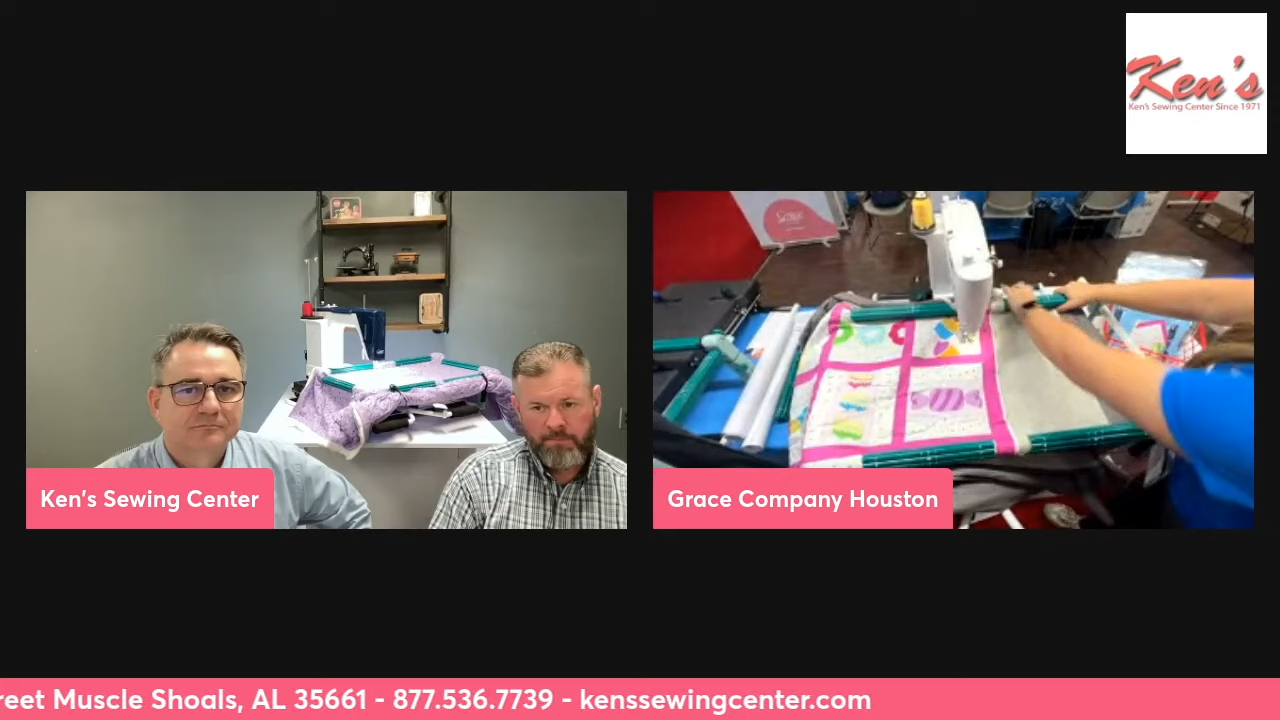 Ken's
Ken's Sewing Center Since 1971
Ken's Sewing Center
Grace Company Houston
reet Muscle Shoals, AL 35661 - 877.536.7739 - kenssewingcenter.com